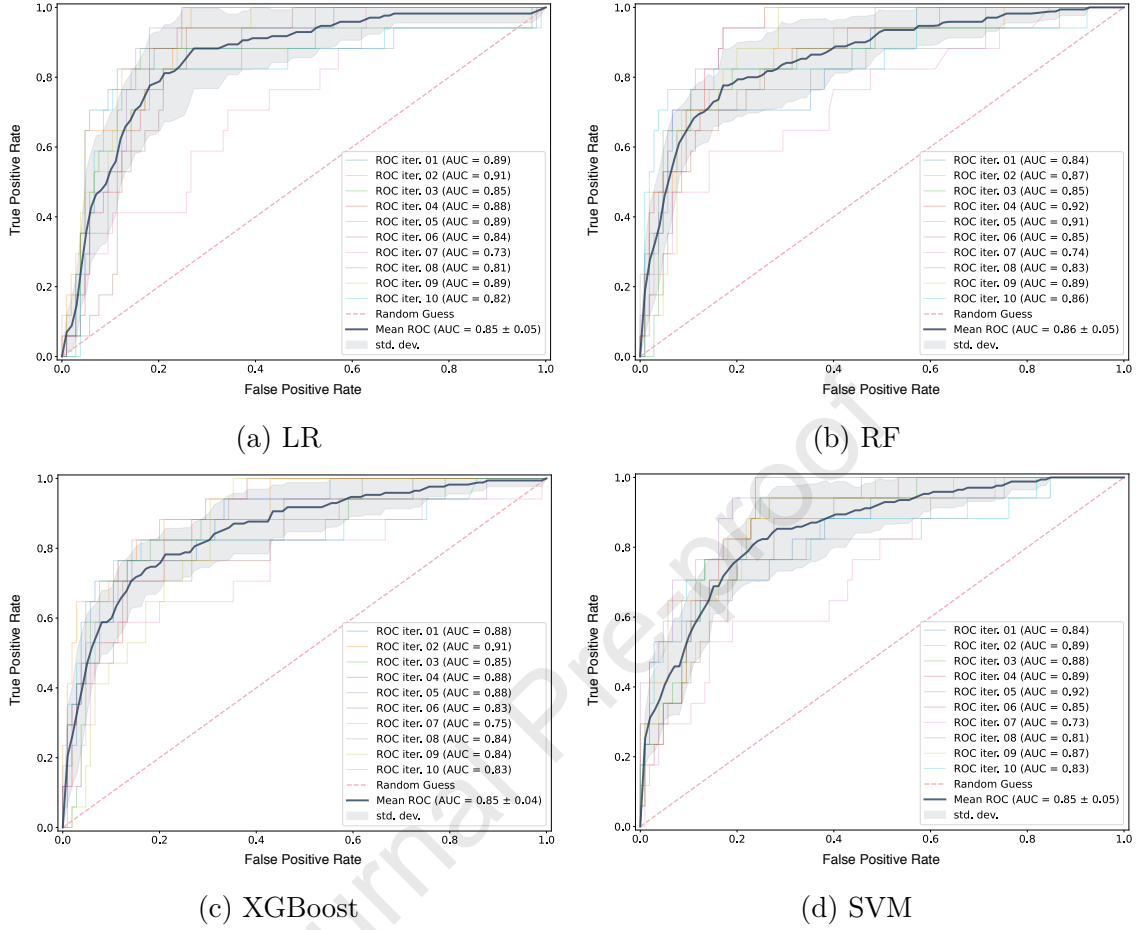 1.0
0.8
0.6
0.4
0.2
0.0
True Positive Rate
ROC iter. 01 (AUC = 0.89)
ROC iter. 02 (AUC = 0.91)
ROC iter. 03 (AUC = 0.85)
ROC iter. 04 (AUC = 0.88)
ROC iter. 05 (AUC = 0.89)
ROC iter. 06 (AUC = 0.84)
ROC iter. 07 (AUC = 0.73)
ROC iter. 08 (AUC = 0.81)
ROC iter. 09 (AUC = 0.89)
ROC iter. 10 (AUC = 0.82)
Random Guess
Mean ROC (AUC = 0.85 ± 0.05)
std. dev.
0.0 0.2 0.4 0.6 0.8 1.0
False Positive Rate
(a) LR
1.0
0.8
0.6
0.4
0.2
0.0
True Positive Rate
ROC iter. 01 (AUC = 0.84)
ROC iter. 02 (AUC = 0.87)
ROC iter. 03 (AUC = 0.85)
ROC iter. 04 (AUC = 0.92)
ROC iter. 05 (AUC = 0.91)
ROC iter. 06 (AUC = 0.85)
ROC iter. 07 (AUC = 0.74)
ROC iter. 08 (AUC = 0.83)
ROC iter. 09 (AUC = 0.89)
ROC iter. 10 (AUC = 0.86)
Random Guess
Mean ROC (AUC = 0.86 ± 0.05)
std. dev.
0.0 0.2 0.4 0.6 0.8 1.0
False Positive Rate
(b) RF
1.0
0.8
0.6
0.4
0.2
0.0
True Positive Rate
ROC iter. 01 (AUC = 0.88)
ROC iter. 02 (AUC = 0.91)
ROC iter. 03 (AUC = 0.85)
ROC iter. 04 (AUC = 0.88)
ROC iter. 05 (AUC = 0.88)
ROC iter. 06 (AUC = 0.83)
ROC iter. 07 (AUC = 0.75)
ROC iter. 08 (AUC = 0.84)
ROC iter. 09 (AUC = 0.84)
ROC iter. 10 (AUC = 0.83)
Random Guess
Mean ROC (AUC = 0.85 ± 0.04)
std. dev.
0.0 0.2 0.4 0.6 0.8 1.0
False Positive Rate
(c) XGBoost
1.0
0.8
0.6
0.4
0.2
0.0
True Positive Rate
ROC iter. 01 (AUC = 0.84)
ROC iter. 02 (AUC = 0.89)
ROC iter. 03 (AUC = 0.88)
ROC iter. 04 (AUC = 0.89)
ROC iter. 05 (AUC = 0.92)
ROC iter. 06 (AUC = 0.85)
ROC iter. 07 (AUC = 0.73)
ROC iter. 08 (AUC = 0.81)
ROC iter. 09 (AUC = 0.87)
ROC iter. 10 (AUC = 0.83)
Random Guess
Mean ROC (AUC = 0.85 ± 0.05)
std. dev.
0.0 0.2 0.4 0.6 0.8 1.0
False Positive Rate
(d) SVM
urnal Pre-proof